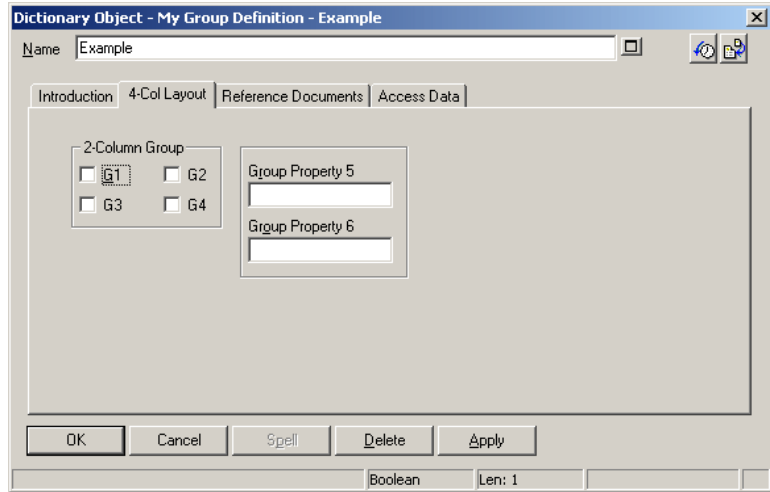 Dictionary Object - My Group Definition - Example
Name Example
Introduction 4-Col Layout Reference Documents Access Data
2-Column Group
G1 G2
G3 G4
Group Property 5
Group Property 6
OK Cancel Spell Delete Apply
Boolean Len: 1